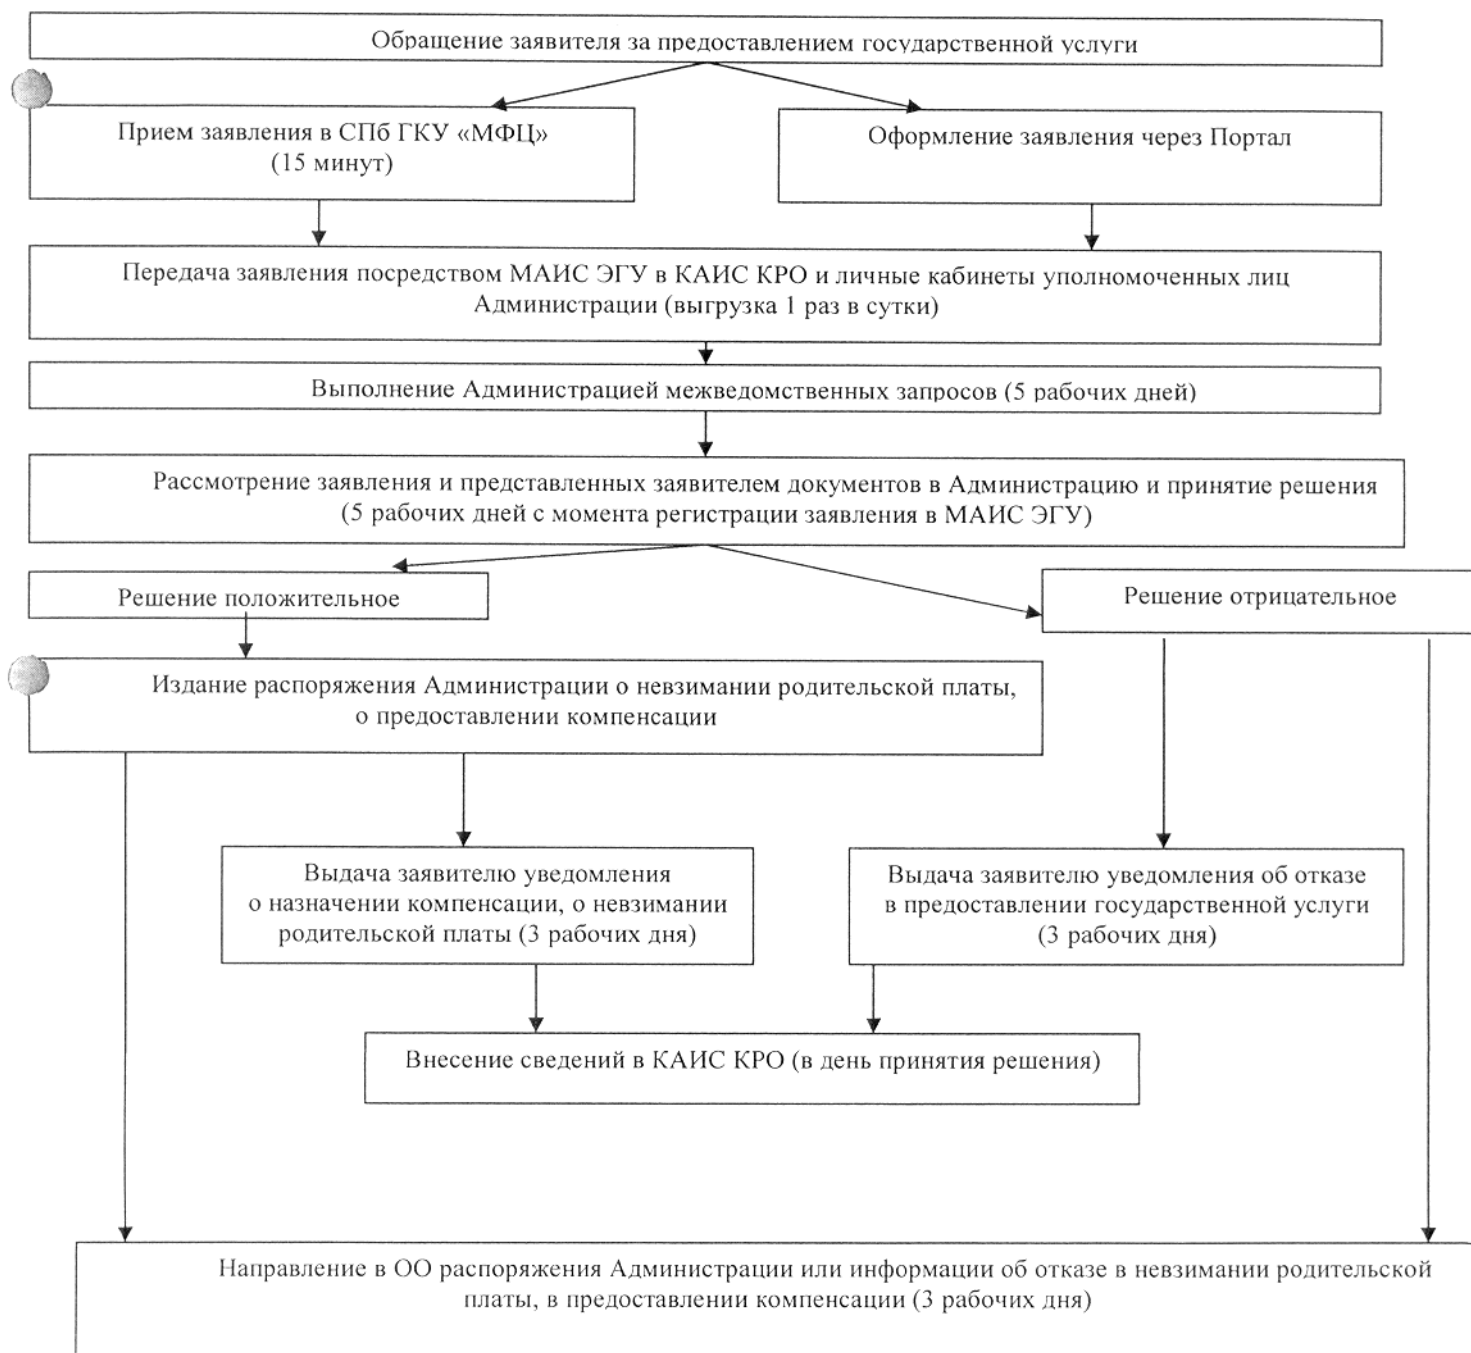 Обращение заявителя за предоставлением государственной услуги
Прием заявления в СПб ГКУ «МФЦ»
(15 минут)
Оформление заявления через Портал
Передача заявления посредством МАИС ЭГУ в КАИС КРО и личные кабинеты уполномоченных лиц
Администрации (выгрузка 1 раз в сутки)
Выполнение Администрацией межведомственных запросов (5 рабочих дней)
Рассмотрение заявления и представленных заявителем документов в Администрацию и принятие решения
(5 рабочих дней с момента регистрации заявления в МАИС ЭГУ)
Решение положительное
Решение отрицательное
Издание распоряжения Администрации о невзимании родительской платы,
о предоставлении компенсации
Выдача заявителю уведомления
о назначении компенсации, о невзимании
родительской платы (3 рабочих дня)
Выдача заявителю уведомления об отказе
в предоставлении государственной услуги
(3 рабочих дня)
Внесение сведений в КАИС КРО (в день принятия решения)
Направление в ОО распоряжения Администрации или информации об отказе в невзимании родительской
платы, в предоставлении компенсации (3 рабочих дня)